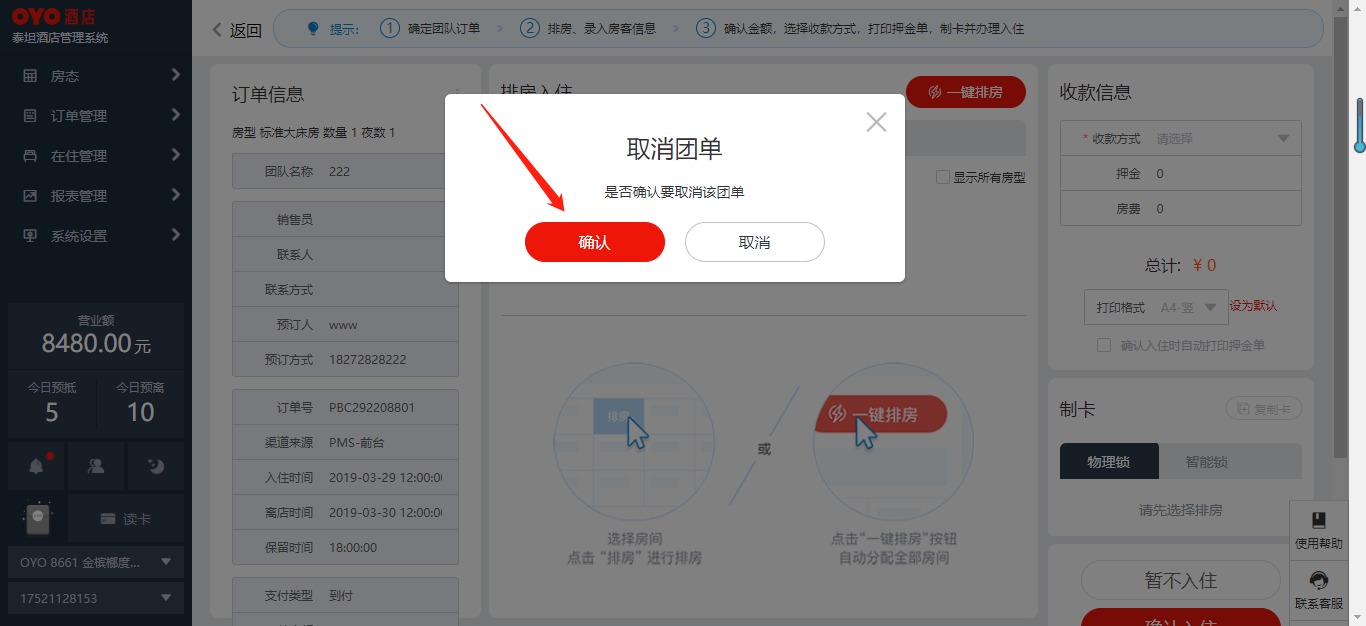 OYO 酒店
泰坦酒店管理系统
房态
订单管理
在住管理
报表管理
系统设置
营业额
8480.00元
今日预抵
5
今日预离
10
读卡
OYO 8661 金槟榔度...
17521128153
返回
提示:
1 确定团队订单
2 排房、录入房客信息
3 确认金额，选择收款方式，打印押金单，制卡并办理入住
订单信息
房型 标准大床房 数量 1 夜数 1
团队名称 222
销售员
联系人
联系方式
预订人 www
预订方式 18272828222
订单号 PBC292208801
渠道来源 PMS-前台
入住时间 2019-03-29 12:00:00
离店时间 2019-03-30 12:00:00
保留时间 18:00:00
支付类型 到付
排房入住
一键排房
显示所有房型
取消团单
是否确认要取消该团单
确认
取消
排房
选择房间
点击 “排房” 进行排房
或
一键排房
点击“一键排房”按钮
自动分配全部房间
收款信息
* 收款方式 请选择
押金 0
房费 0
总计: ¥ 0
打印格式 A4-竖
设为默认
确认入住时自动打印押金单
制卡
复制卡
物理锁
智能锁
请先选择排房
暂不入住
确认入住
使用帮助
联系客服